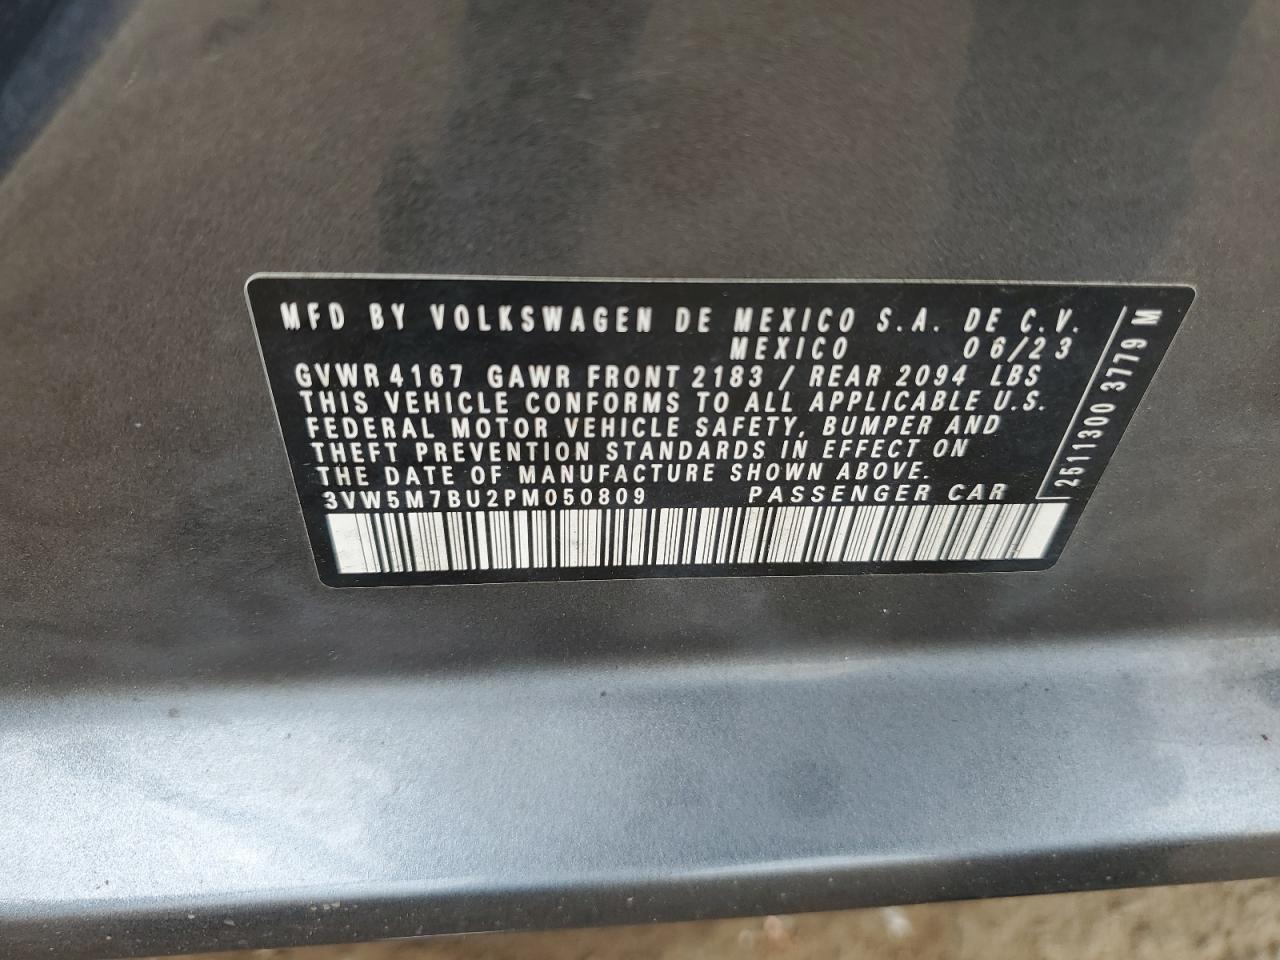 MFD BY VOLKSWAGEN DE MEXICO S.A. DE C.V.
MEXICO 06/23
GVWR 4167 GAWR FRONT 2183 / REAR 2094 LBS
THIS VEHICLE CONFORMS TO ALL APPLICABLE U.S.
FEDERAL MOTOR VEHICLE SAFETY, BUMPER AND
THEFT PREVENTION STANDARDS IN EFFECT ON
THE DATE OF MANUFACTURE SHOWN ABOVE.
3VW5M7BU2PM050809 PASSENGER CAR
2511300 3779 M